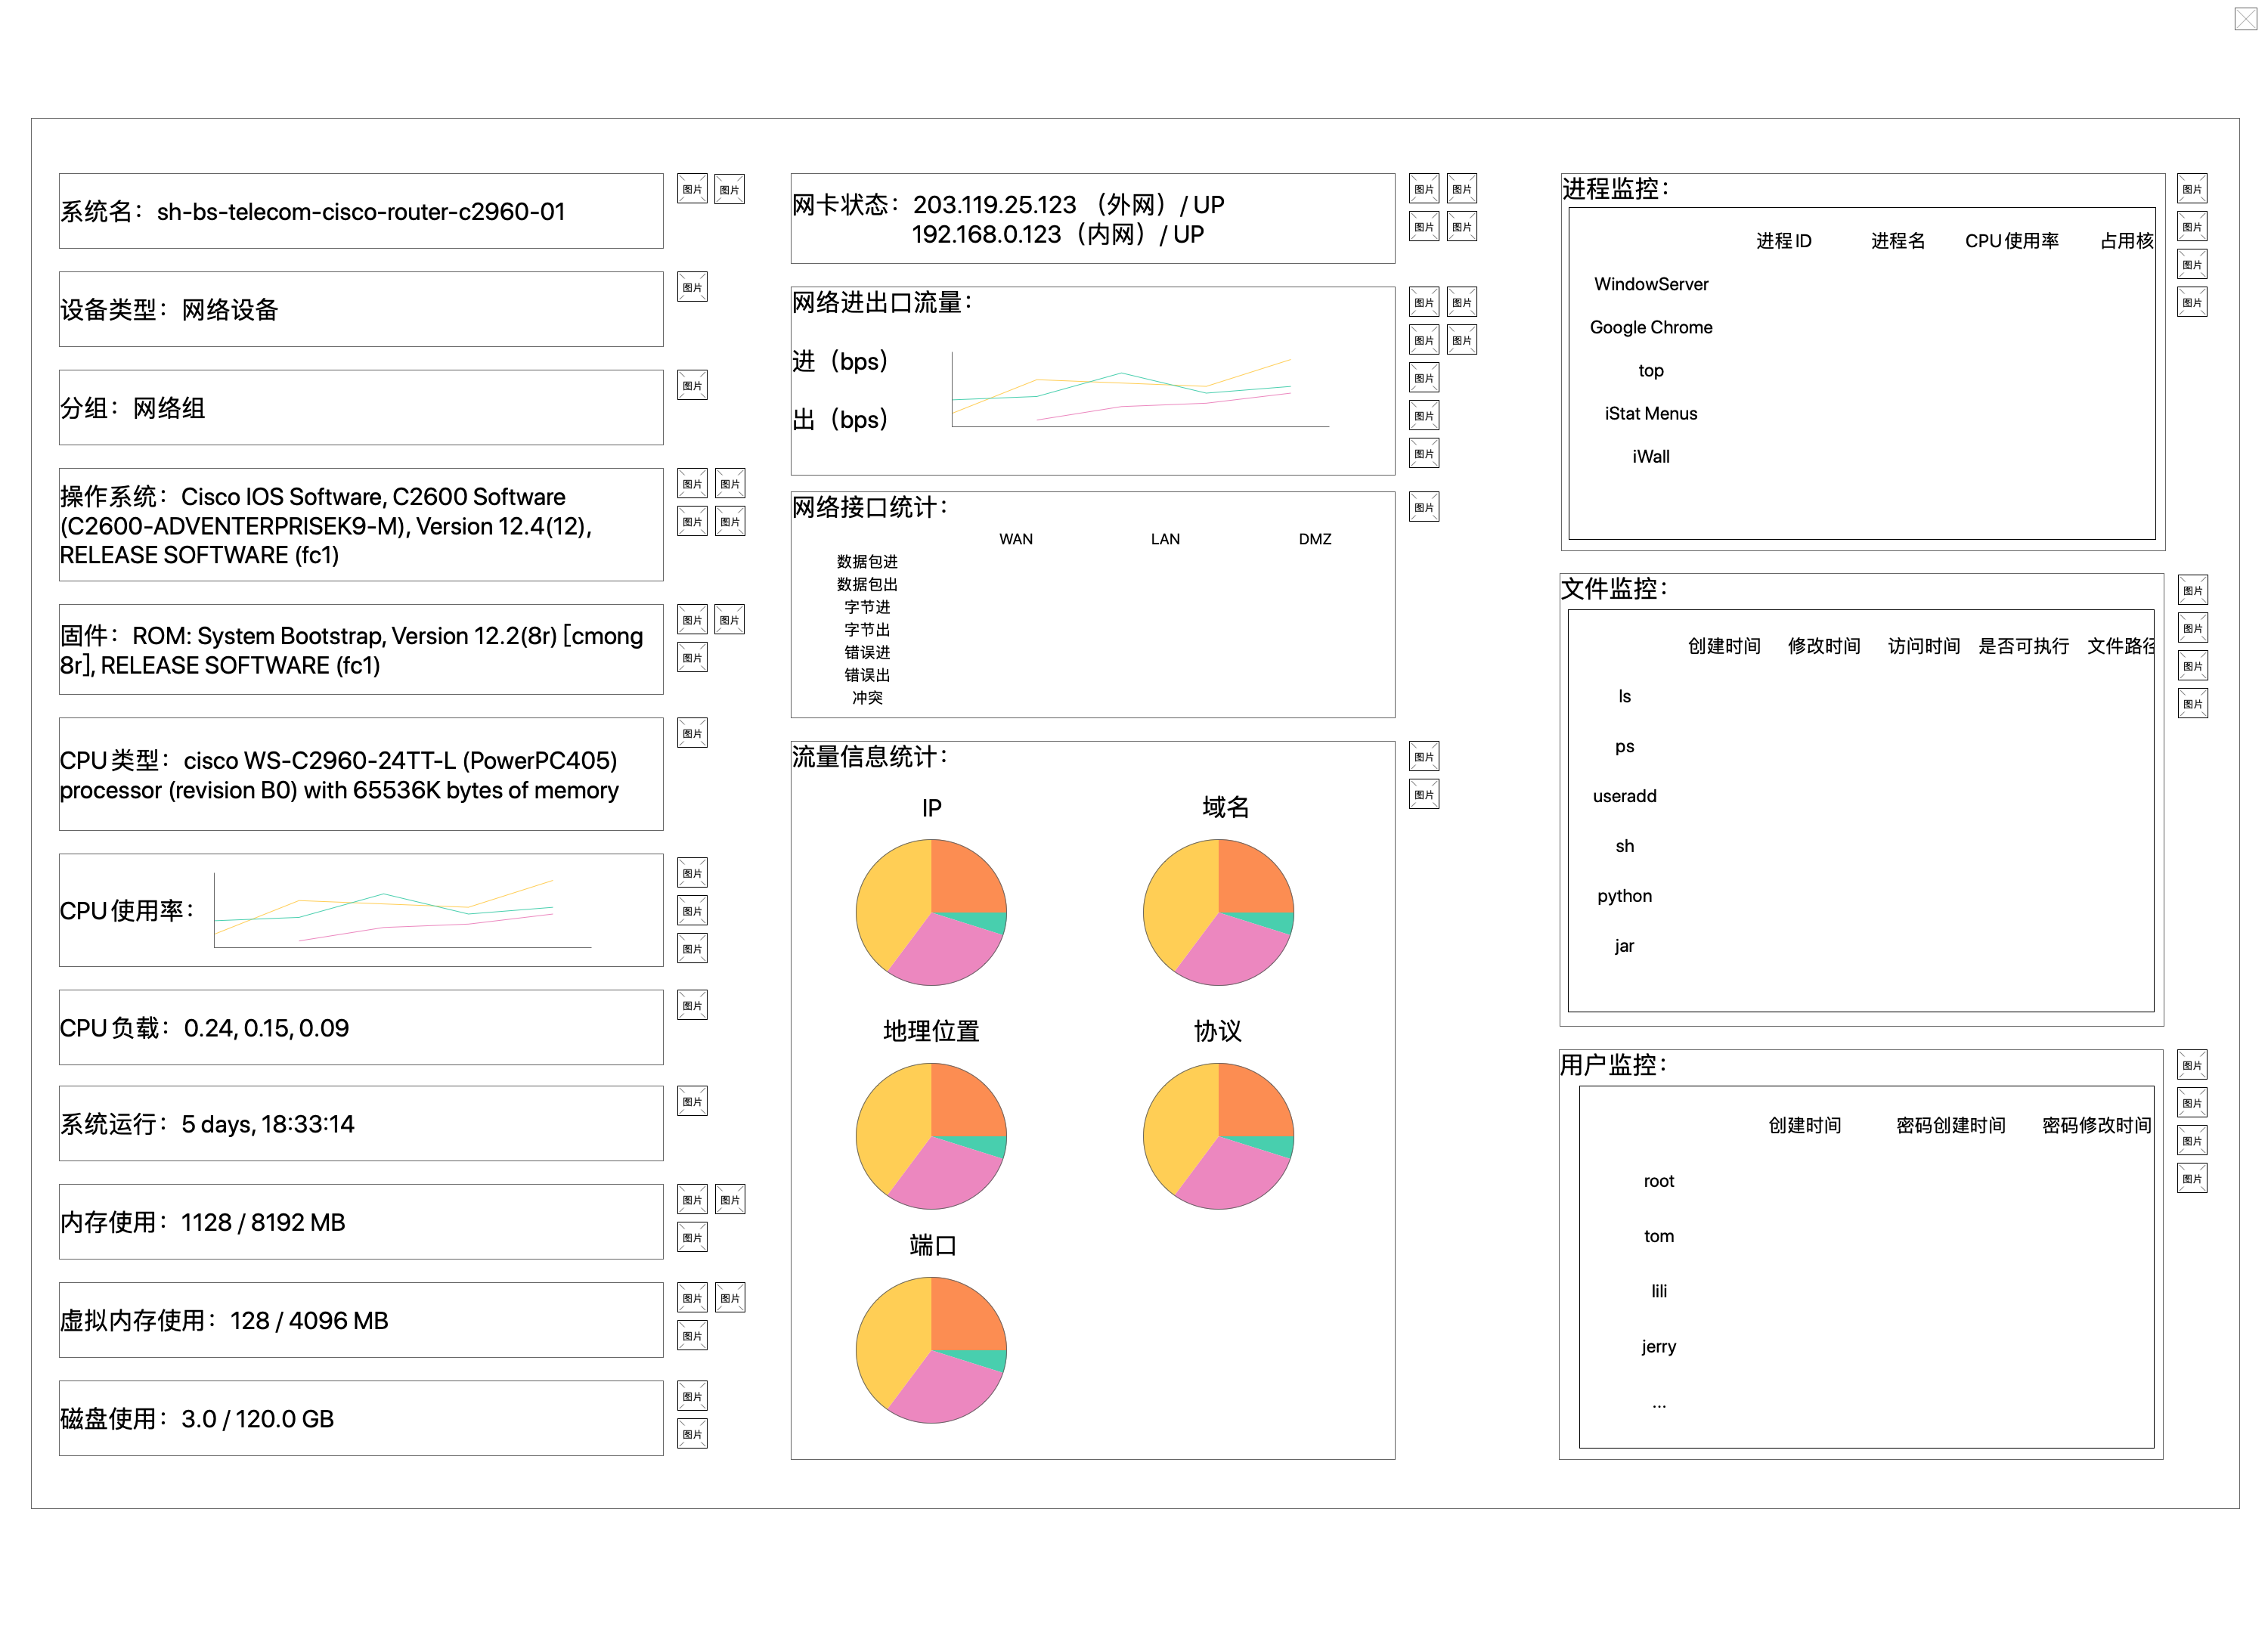 系统名：sh-bs-telecom-cisco-router-c2960-01
图片 图片
设备类型：网络设备
图片
分组：网络组
图片
操作系统：Cisco IOS Software, C2600 Software
(C2600-ADVENTERPRISEK9-M), Version 12.4(12),
RELEASE SOFTWARE (fc1)
图片 图片
图片 图片
固件：ROM: System Bootstrap, Version 12.2(8r) [cmong
8r], RELEASE SOFTWARE (fc1)
图片 图片
图片
CPU类型：cisco WS-C2960-24TT-L (PowerPC405)
processor (revision B0) with 65536K bytes of memory
图片
CPU使用率：
图片
图片
图片
CPU负载：0.24, 0.15, 0.09
图片
系统运行：5 days, 18:33:14
图片
内存使用：1128 / 8192 MB
图片 图片
图片
虚拟内存使用：128 / 4096 MB
图片 图片
图片
磁盘使用：3.0 / 120.0 GB
图片
图片
网卡状态：203.119.25.123 （外网）/ UP
192.168.0.123（内网）/ UP
图片 图片
图片 图片
网络进出口流量：
进（bps）
出（bps）
图片 图片
图片 图片
图片
图片
图片
网络接口统计：
WAN LAN DMZ
数据包进
数据包出
字节进
字节出
错误进
错误出
冲突
图片
流量信息统计：
IP 域名
地理位置 协议
端口
图片
图片
进程监控：
进程ID 进程名 CPU使用率 占用核
WindowServer
Google Chrome
top
iStat Menus
iWall
图片
图片
图片
图片
文件监控：
创建时间 修改时间 访问时间 是否可执行 文件路径
ls
ps
useradd
sh
python
jar
图片
图片
图片
图片
用户监控：
创建时间 密码创建时间 密码修改时间
root
tom
lili
jerry
...
图片
图片
图片
图片